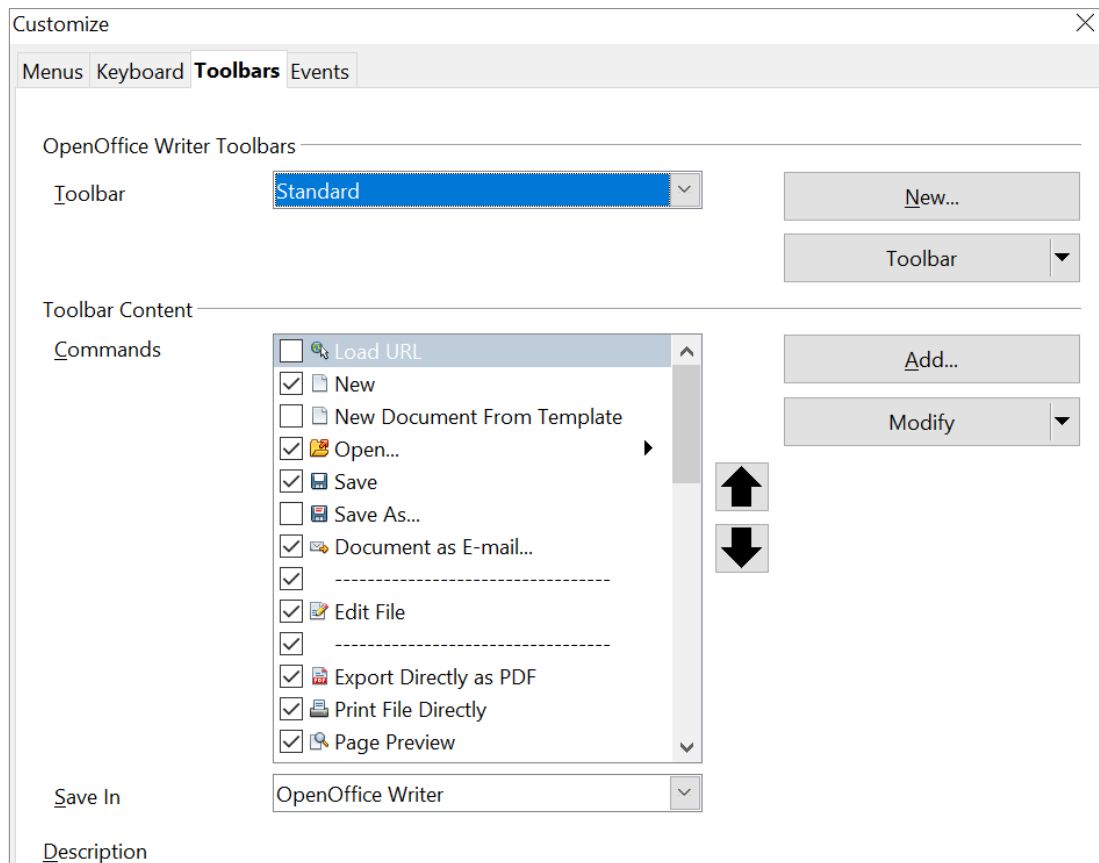 Customize
Menus Keyboard Toolbars Events
OpenOffice Writer Toolbars
Toolbar Standard New...
Toolbar
Toolbar Content
Commands Load URL Add...
New
New Document From Template Modify
Open...
Save
Save As...
Document as E-mail...
----------------------------------
Edit File
----------------------------------
Export Directly as PDF
Print File Directly
Page Preview
Save In OpenOffice Writer
Description